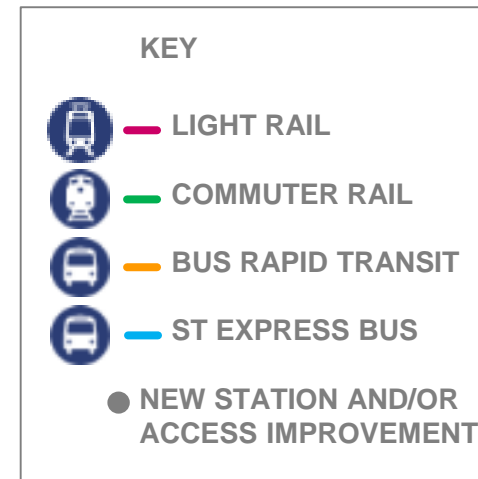 KEY
LIGHT RAIL
COMMUTER RAIL
BUS RAPID TRANSIT
ST EXPRESS BUS
NEW STATION AND/OR
ACCESS IMPROVEMENT